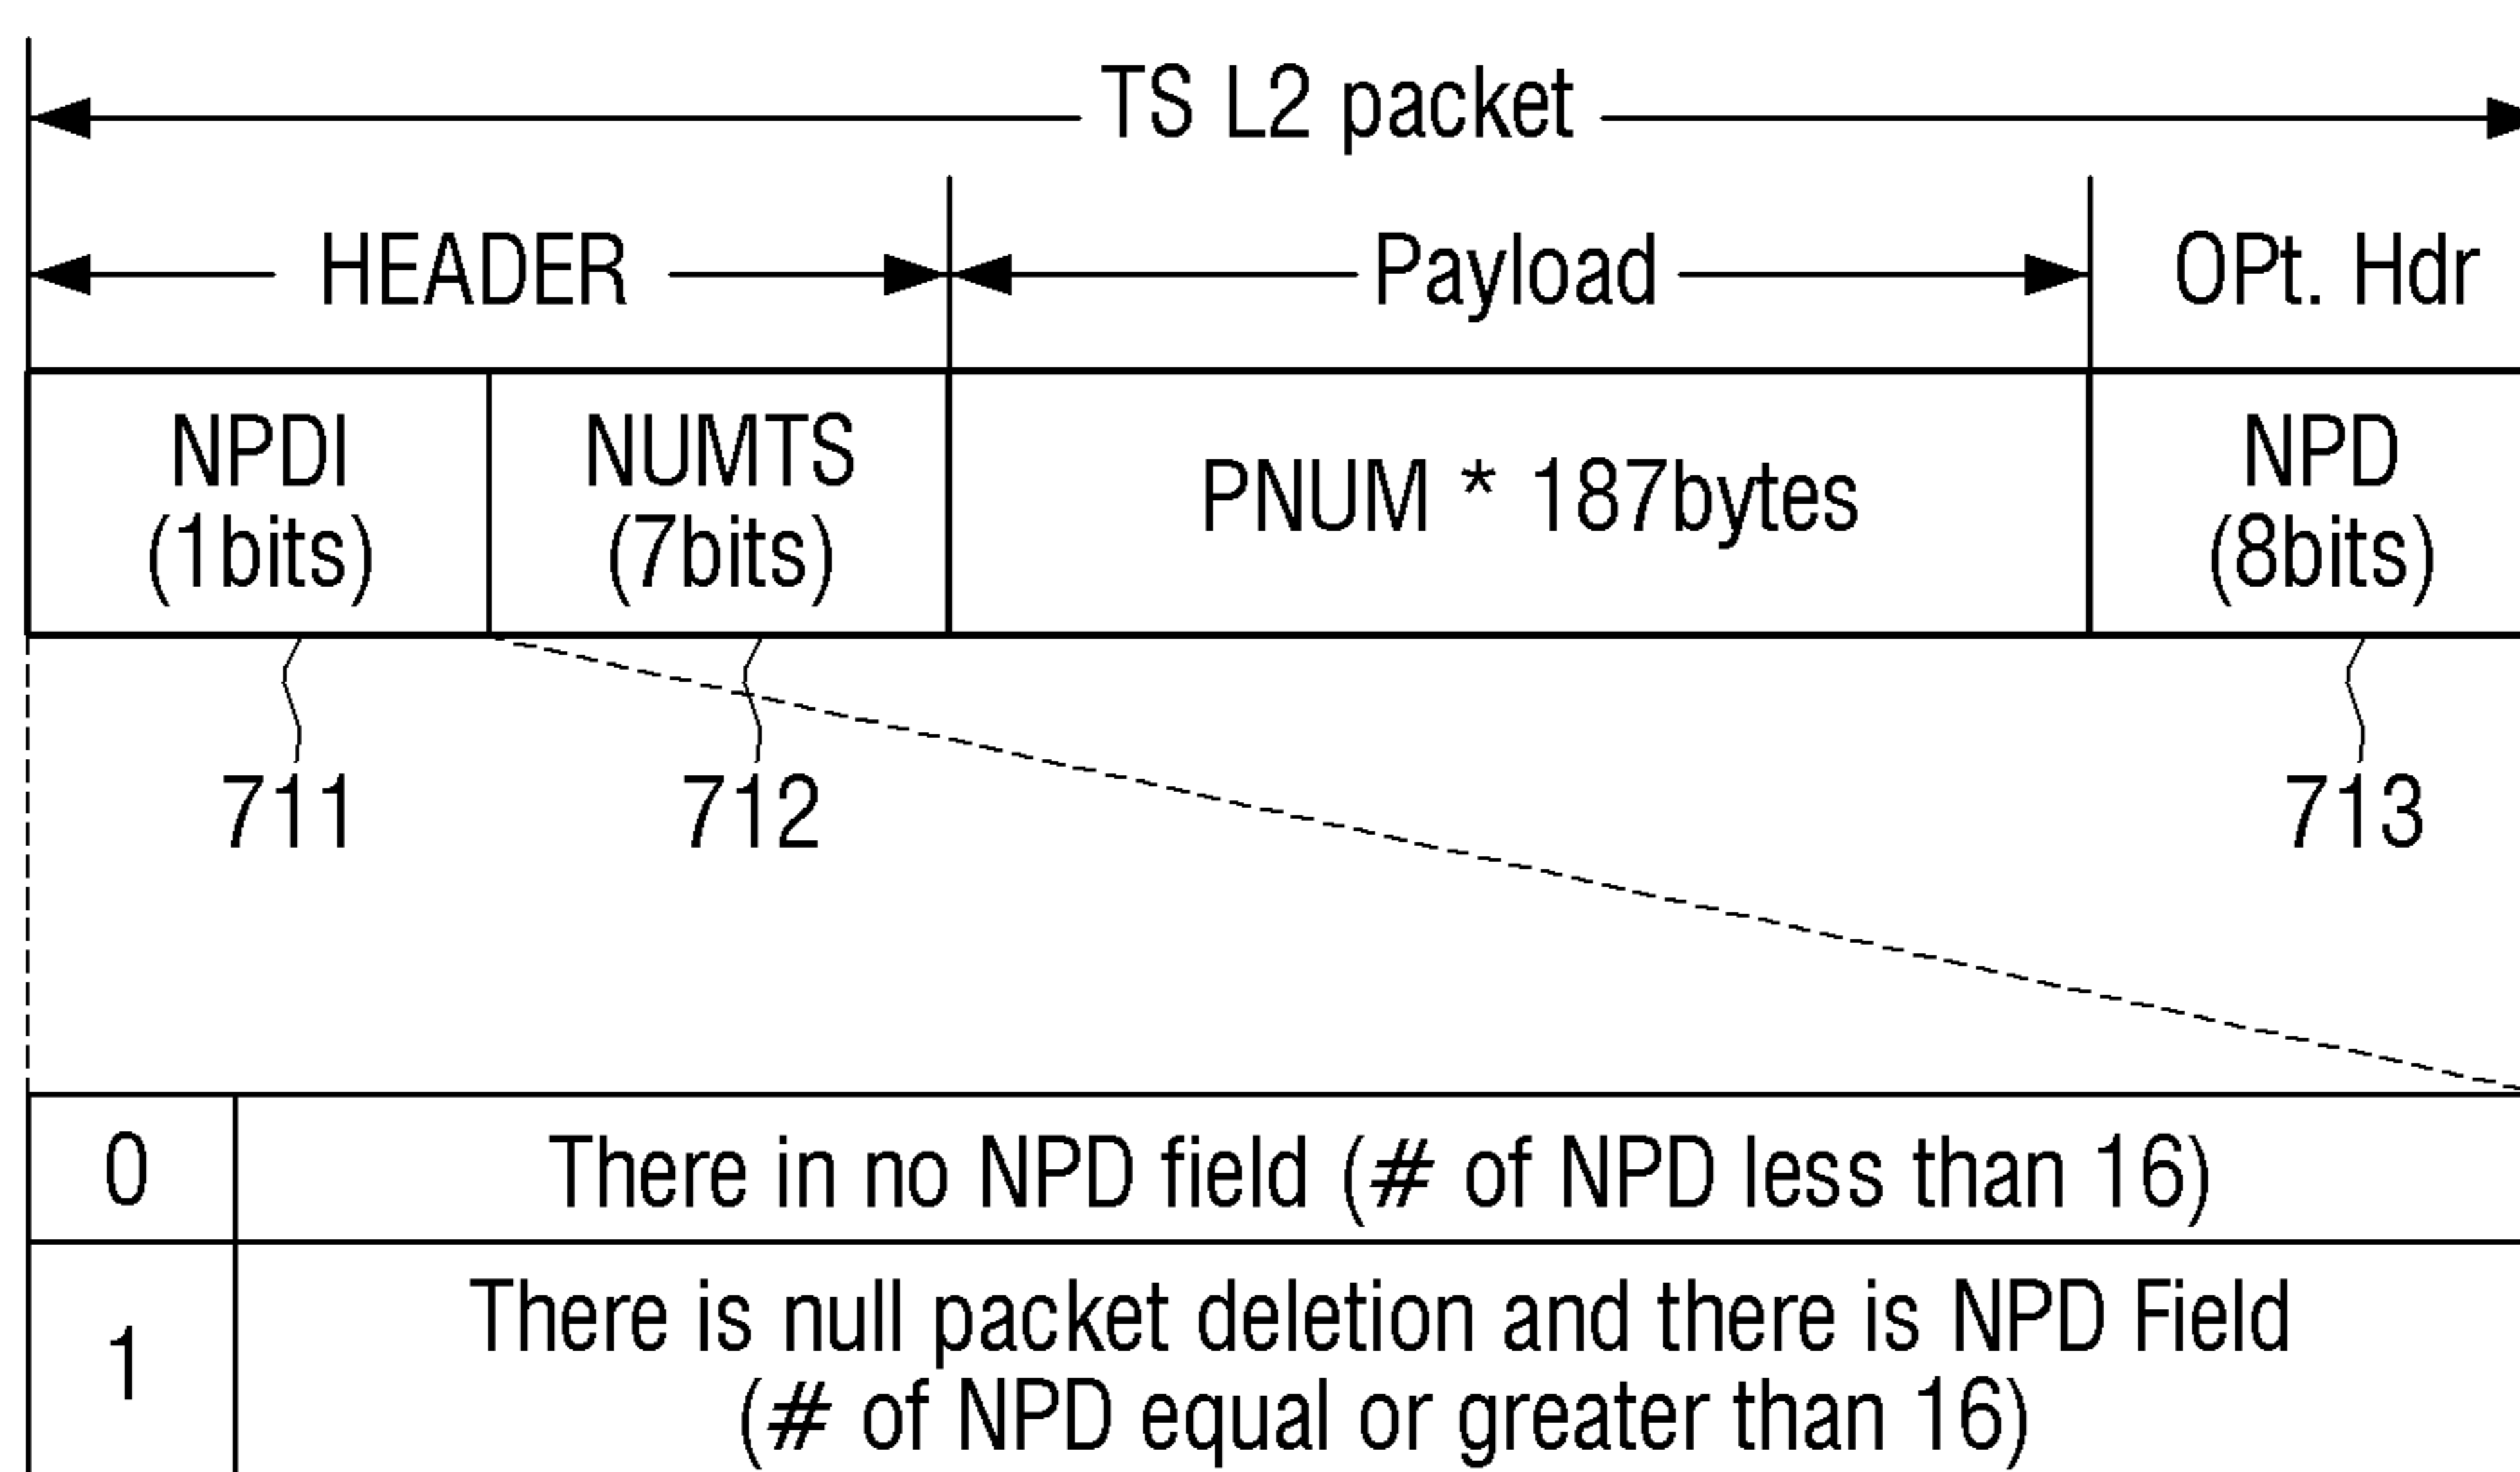 TS L2 packet
HEADER
Payload
OPt. Hdr
NPDI
(1bits)
NUMTS
(7bits)
PNUM * 187bytes
NPD
(8bits)
711
712
713
0
There in no NPD field (# of NPD less than 16)
1
There is null packet deletion and there is NPD Field
(# of NPD equal or greater than 16)